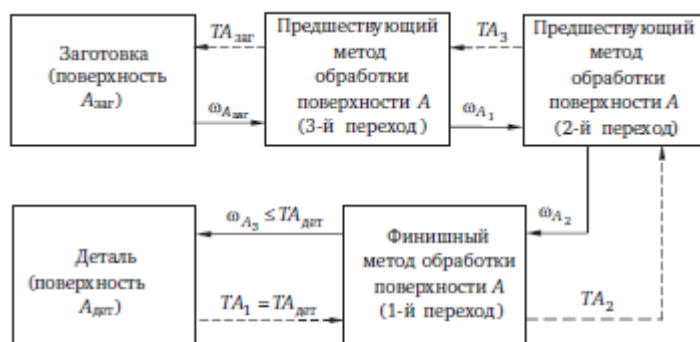 Заготовка
(поверхность
Aзаг)
TAзаг
ωAзаг
Предшествующий
метод
обработки
поверхности A
(3-й переход)
TA3
ωA1
Предшествующий
метод
обработки
поверхности A
(2-й переход)
Деталь
(поверхность
Aдет)
ωA3 ≤ TAдет
TA1 = TAдет
Финишный
метод обработки
поверхности A
(1-й переход)
ωA2
TA2